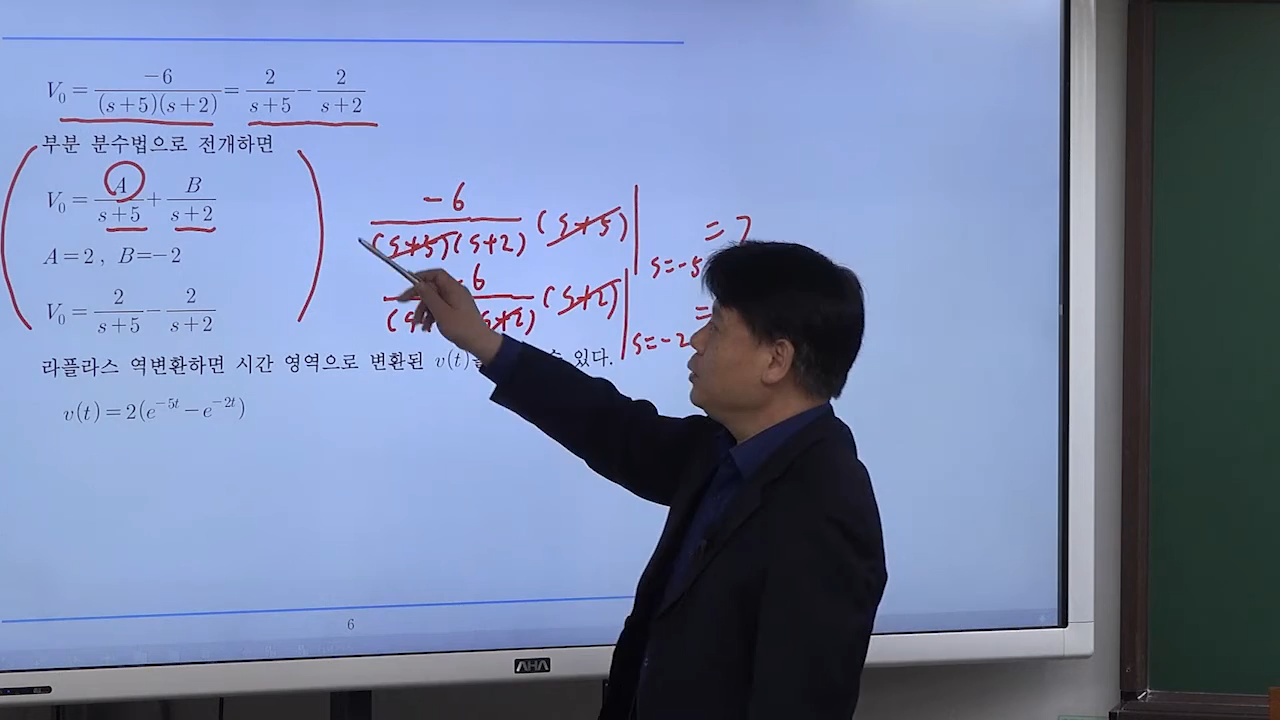 V₀ = -6 / (s+5)(s+2) = 2 / s+5 - 2 / s+2
부분 분수법으로 전개하면
V₀ = A / s+5 + B / s+2
A=2, B=-2
V₀ = 2 / s+5 - 2 / s+2
라플라스 역변환하면 시간 영역으로 변환된 v(t)를 있다.
v(t) = 2(e^{-5t} - e^{-2t})
-6 / (s+5)(s+2) (s+5) | s=-5 =
-6 (s+2) (s+2) | s=-2 =
6
AHA